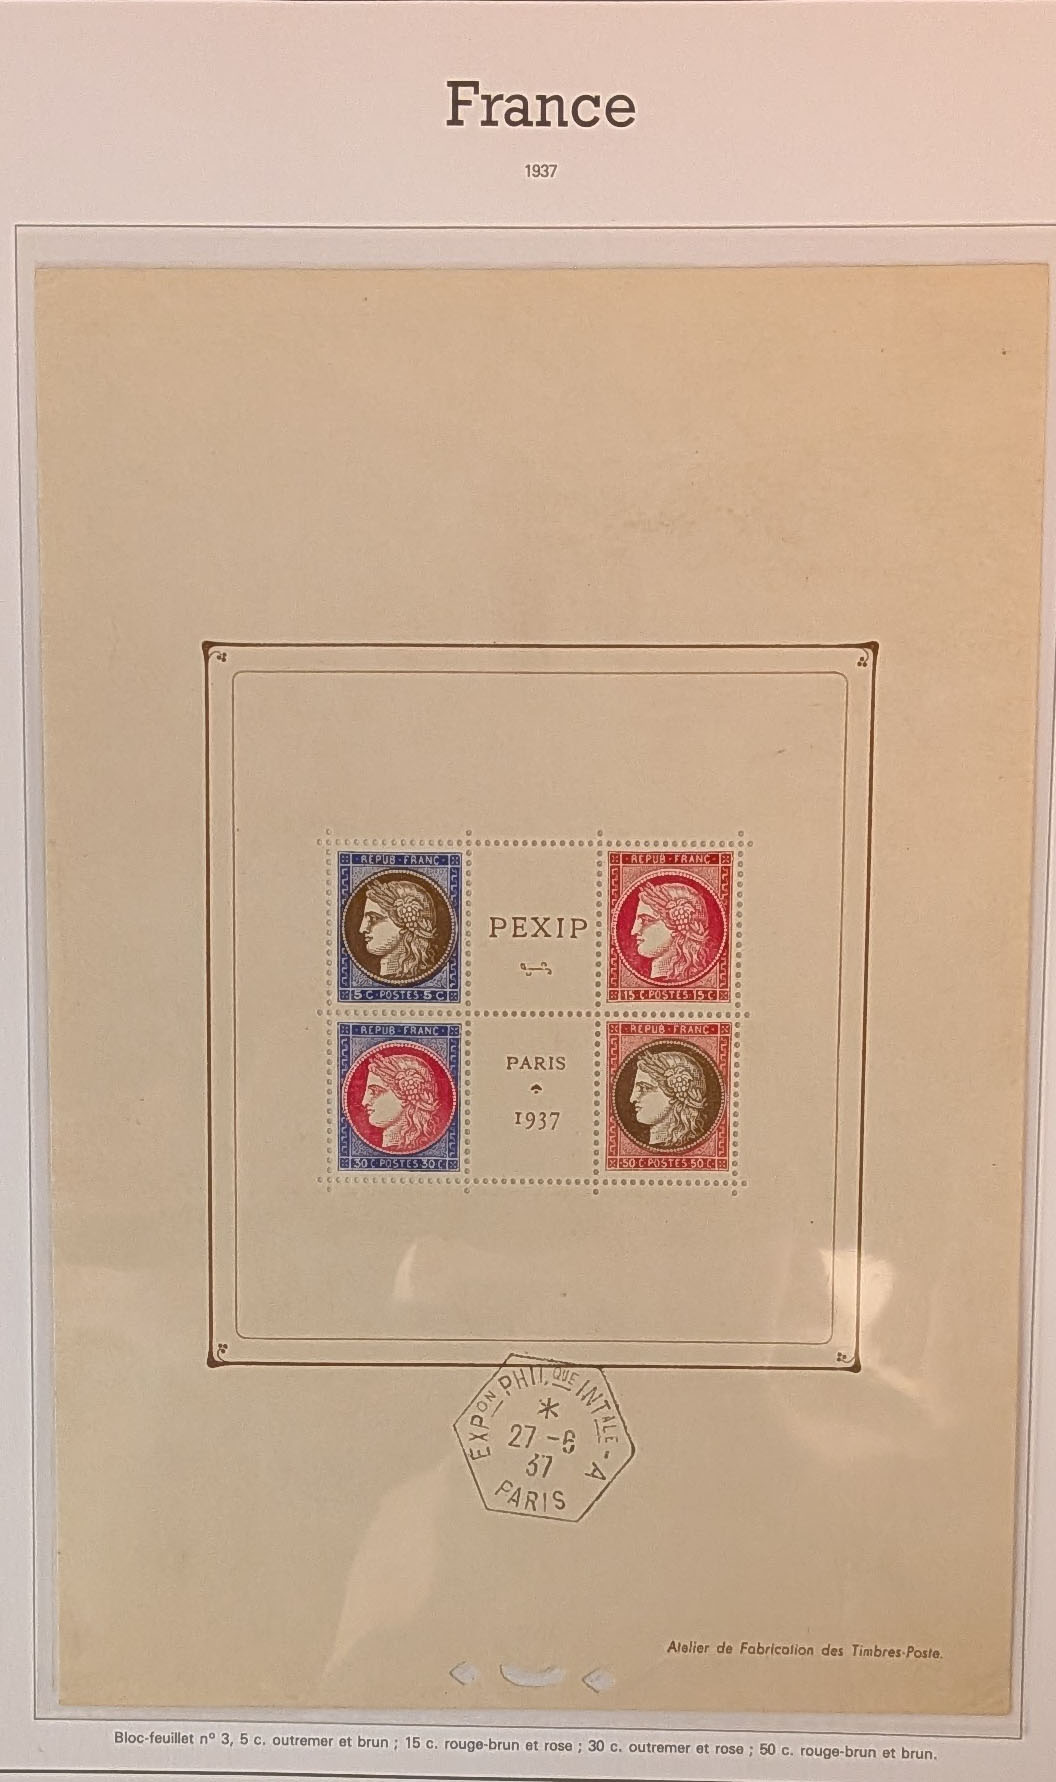 France
1937
REPUB·FRANC
5 C·POSTES·5 C
PEXIP
REPUB·FRANC
15 C·POSTES·15 C
REPUB·FRANC
30 C·POSTES·30 C
PARIS
1937
REPUB·FRANC
50 C·POSTES·50 C
EXPON PHILQUE INTALE - A
*
27 -6
37
PARIS
Atelier de Fabrication des Timbres-Poste.
Bloc-feuillet nº 3, 5 c. outremer et brun ; 15 c. rouge-brun et rose ; 30 c. outremer et rose ; 50 c. rouge-brun et brun.